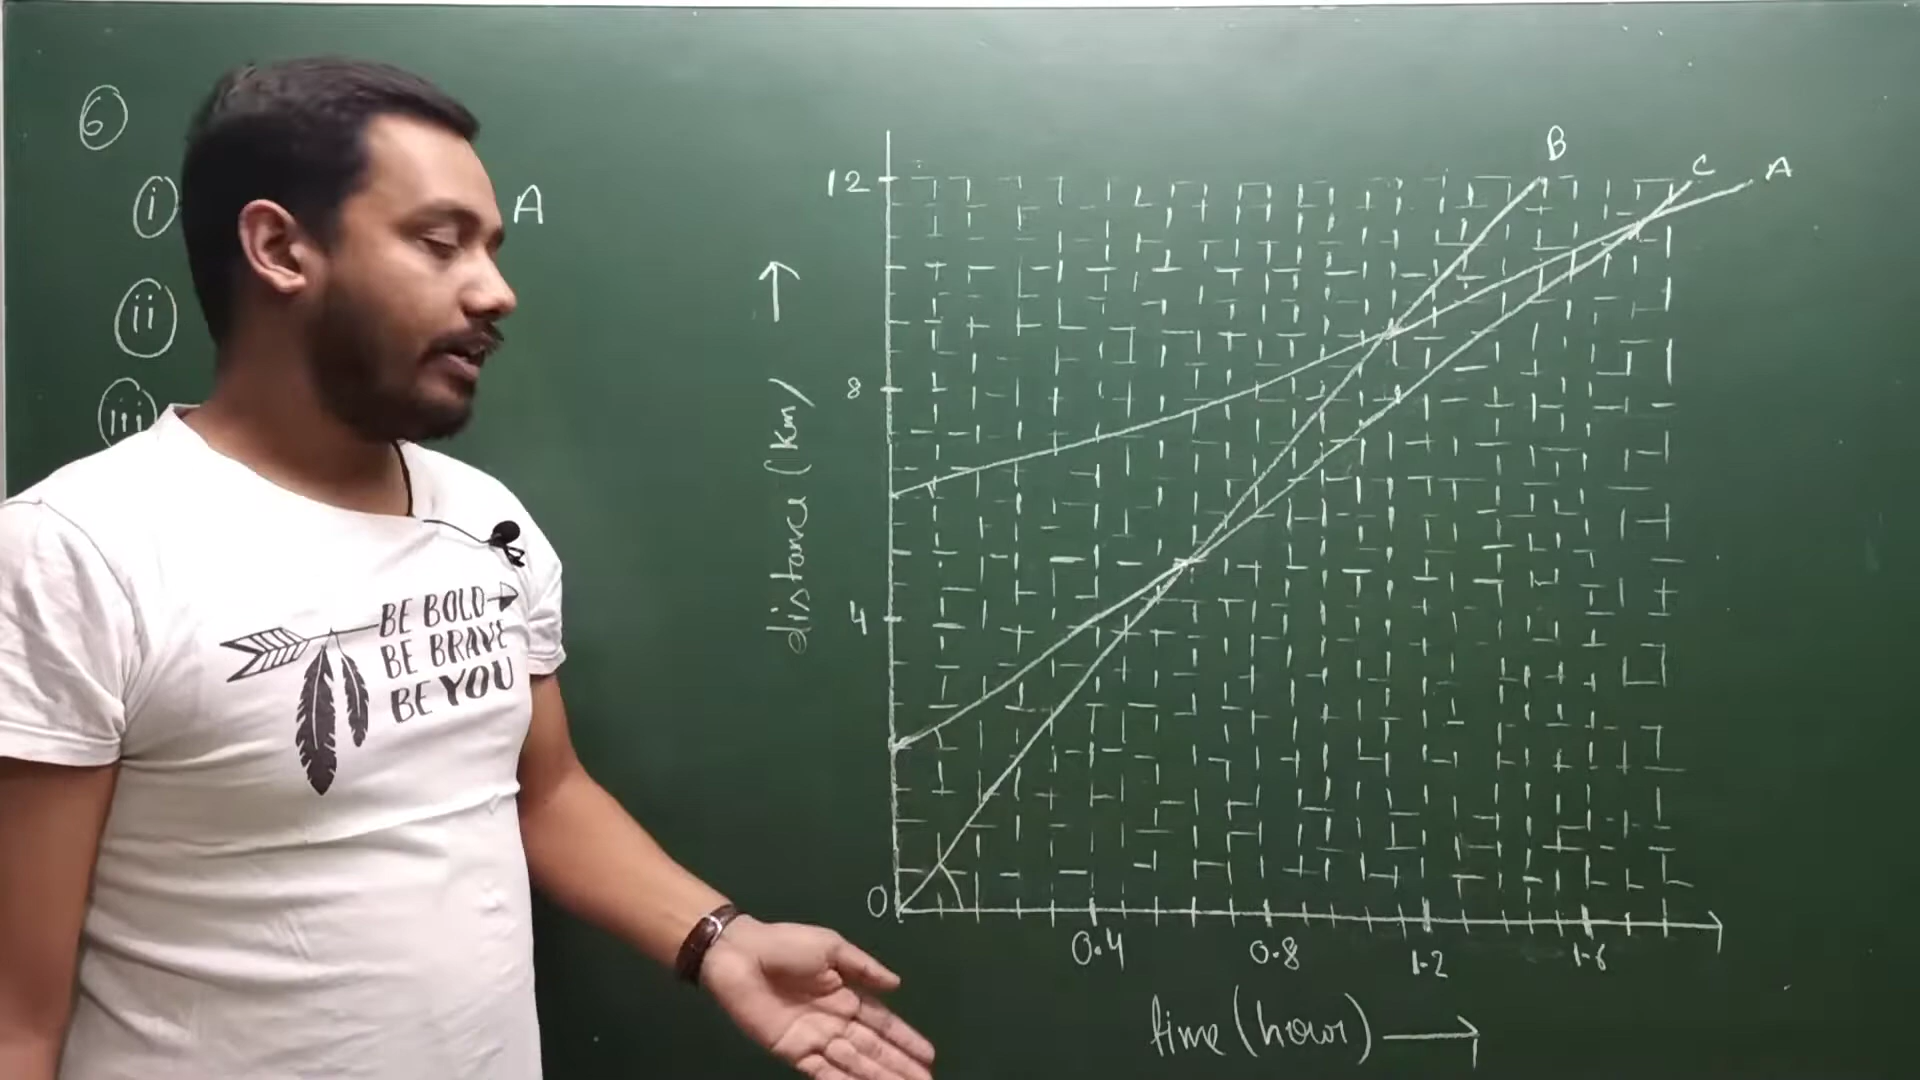 6
i
A
ii
iii
BE BOLD
BE BRAVE
BE YOU
B
C
A
12
8
4
0
distance (km)
0.4
0.8
1.2
1.6
time (hour)